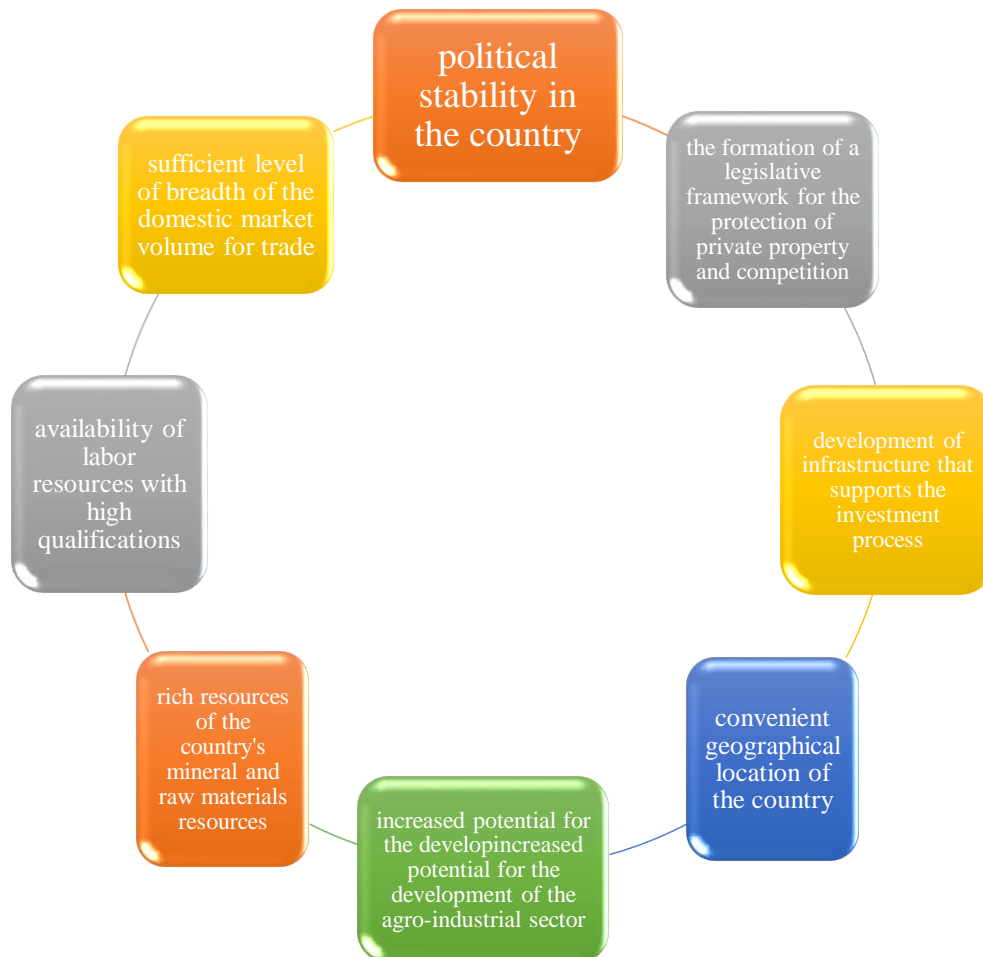 political
stability in
the country
the formation of a
legislative
framework for the
protection of
private property
and competition
development of
infrastructure that
supports the
investment
process
convenient
geographical
location of
the country
increased potential for
the developincreased
potential for the
development of the
agro-industrial sector
rich resources
of the
country's
mineral and
raw materials
resources
availability of
labor
resources with
high
qualifications
sufficient level
of breadth of the
domestic market
volume for trade